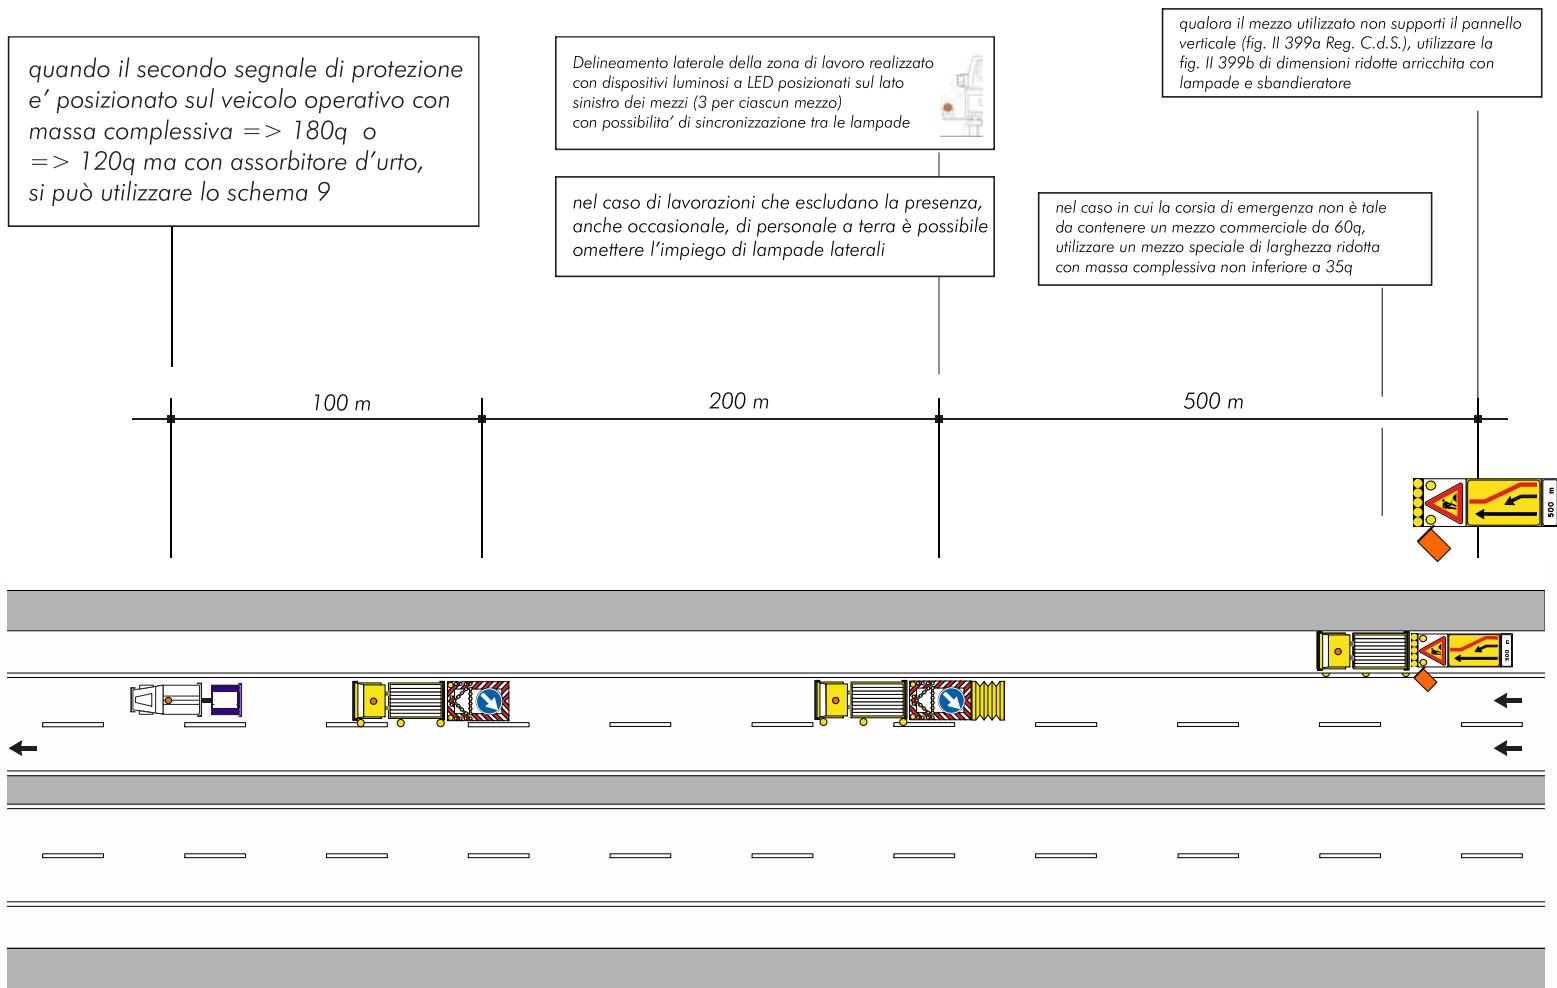 quando il secondo segnale di protezione
e' posizionato sul veicolo operativo con
massa complessiva => 180q o
=> 120q ma con assorbitore d'urto,
si può utilizzare lo schema 9
Delineamento laterale della zona di lavoro realizzato
con dispositivi luminosi a LED posizionati sul lato
sinistro dei mezzi (3 per ciascun mezzo)
con possibilita' di sincronizzazione tra le lampade
nel caso di lavorazioni che escludano la presenza,
anche occasionale, di personale a terra è possibile
omettere l'impiego di lampade laterali
qualora il mezzo utilizzato non supporti il pannello
verticale (fig. II 399a Reg. C.d.S.), utilizzare la
fig. II 399b di dimensioni ridotte arricchita con
lampade e sbandieratore
nel caso in cui la corsia di emergenza non è tale
da contenere un mezzo commerciale da 60q,
utilizzare un mezzo speciale di larghezza ridotta
con massa complessiva non inferiore a 35q
100 m
200 m
500 m
500 m
500 m